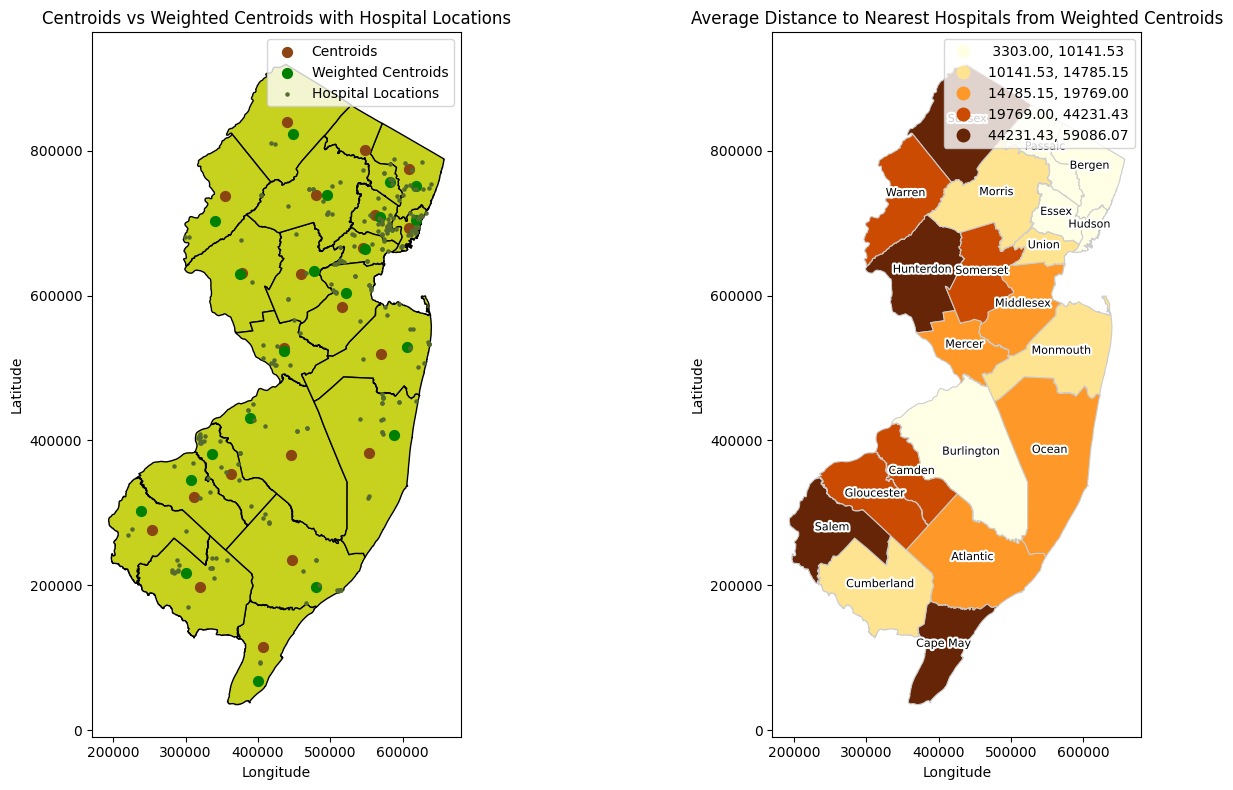 Centroids vs Weighted Centroids with Hospital Locations
Centroids
Weighted Centroids
Hospital Locations
800000
600000
400000
200000
0
Latitude
200000 300000 400000 500000 600000
Longitude
Average Distance to Nearest Hospitals from Weighted Centroids
3303.00, 10141.53
10141.53, 14785.15
14785.15, 19769.00
19769.00, 44231.43
44231.43, 59086.07
Sussex
Passaic
Bergen
Warren
Morris
Essex
Hudson
Union
Hunterdon
Somerset
Middlesex
Mercer
Monmouth
Burlington
Ocean
Camden
Gloucester
Salem
Atlantic
Cumberland
Cape May
800000
600000
400000
200000
0
Latitude
200000 300000 400000 500000 600000
Longitude